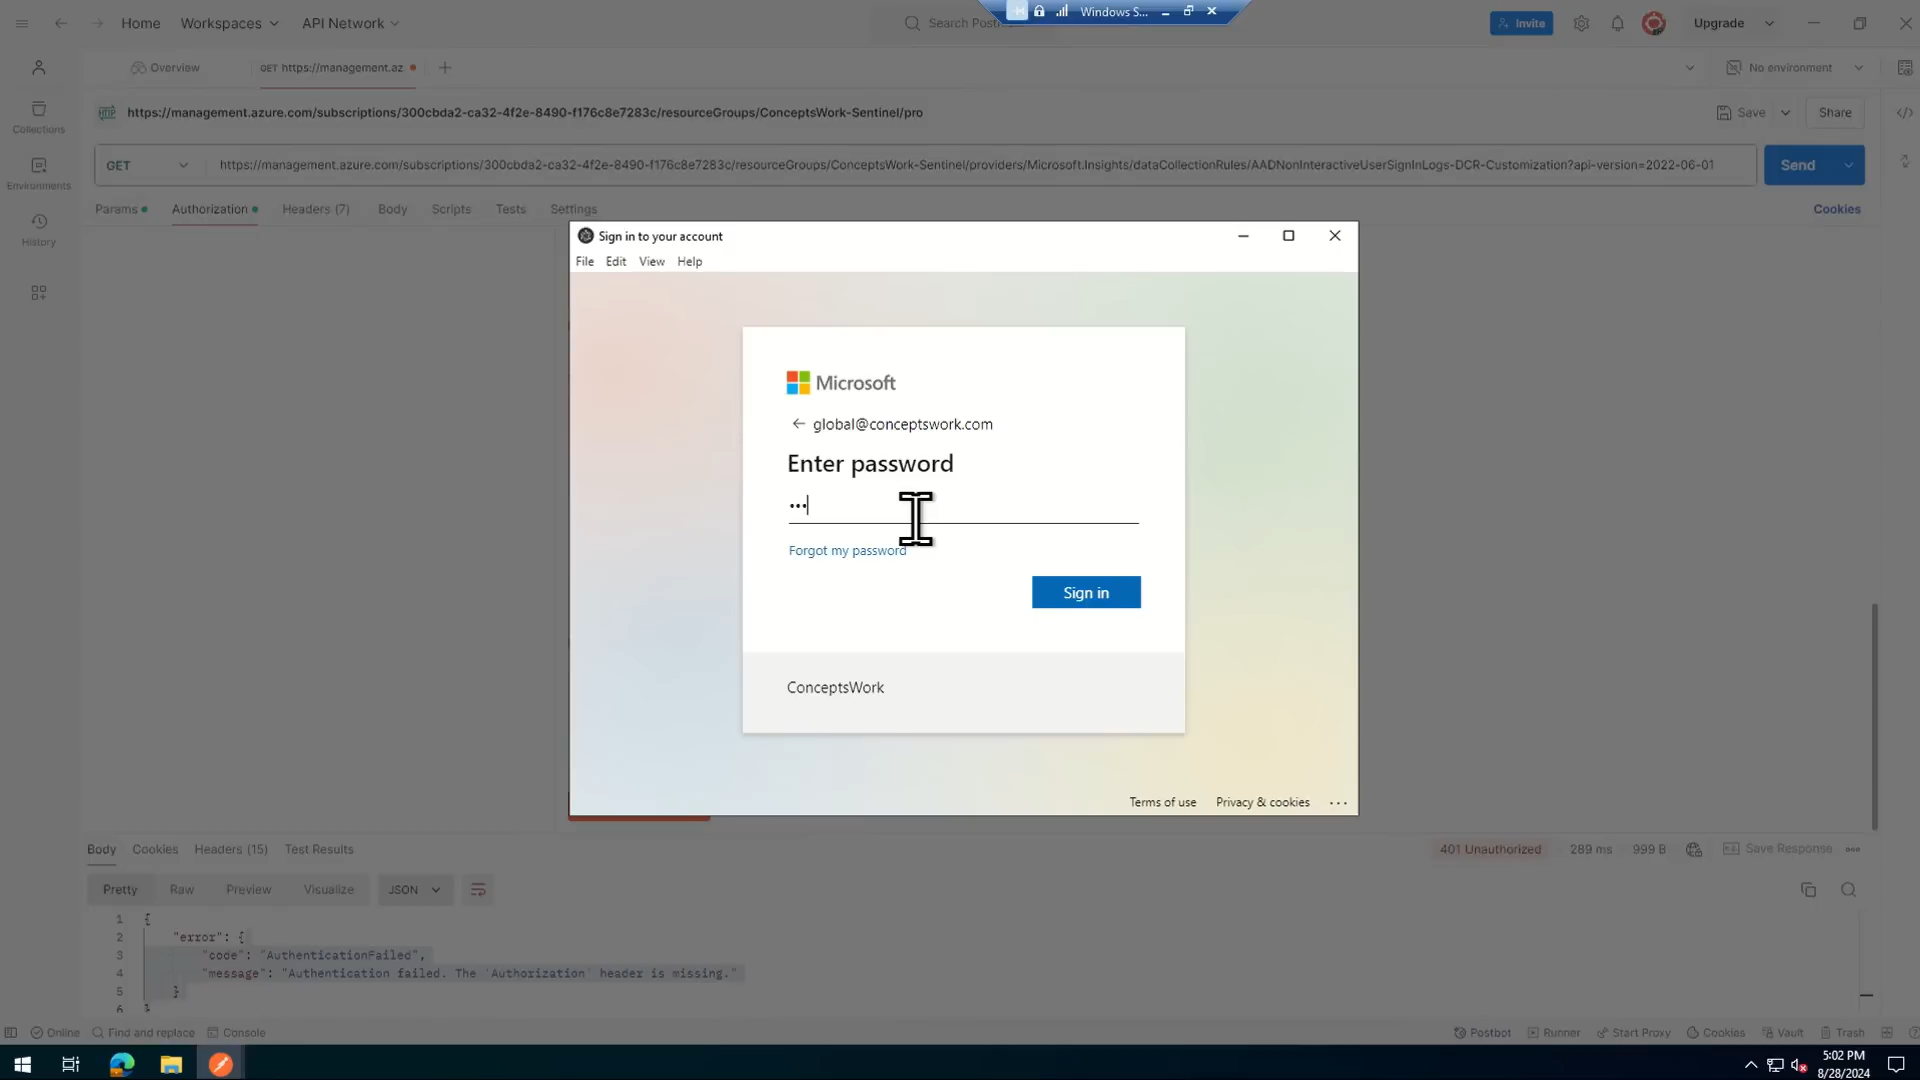 Home Workspaces API Network
Windows S...
Invite Upgrade
Overview GET https://management.az No environment
https://management.azure.com/subscriptions/300cbda2-ca32-4f2e-8490-f176c8e7283c/resourceGroups/ConceptsWork-Sentinel/pro Save Share
Collections
GET https://management.azure.com/subscriptions/300cbda2-ca32-4f2e-8490-f176c8e7283c/resourceGroups/ConceptsWork-Sentinel/providers/Microsoft.Insights/dataCollectionRules/AADNonInteractiveUserSignInLogs-DCR-Customization?api-version=2022-06-01 Send
Environments
Params Authorization Headers (7) Body Scripts Tests Settings Cookies
History
Sign in to your account
File Edit View Help
Microsoft
global@conceptswork.com
Enter password
Forgot my password
Sign in
ConceptsWork
Terms of use Privacy & cookies
Body Cookies Headers (15) Test Results 401 Unauthorized 289 ms 999 B Save Response
Pretty Raw Preview Visualize JSON
1 {
2 "error": {
3 "code": "AuthenticationFailed",
4 "message": "Authentication failed. The 'Authorization' header is missing."
5 }
6 }
Online Find and replace Console Postbot Runner Start Proxy Cookies Vault Trash
5:02 PM
8/28/2024